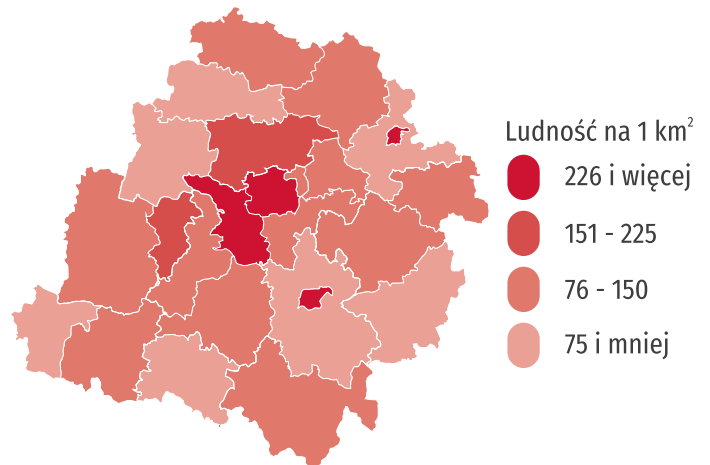 Ludność na 1 km²
226 i więcej
151 - 225
76 - 150
75 i mniej